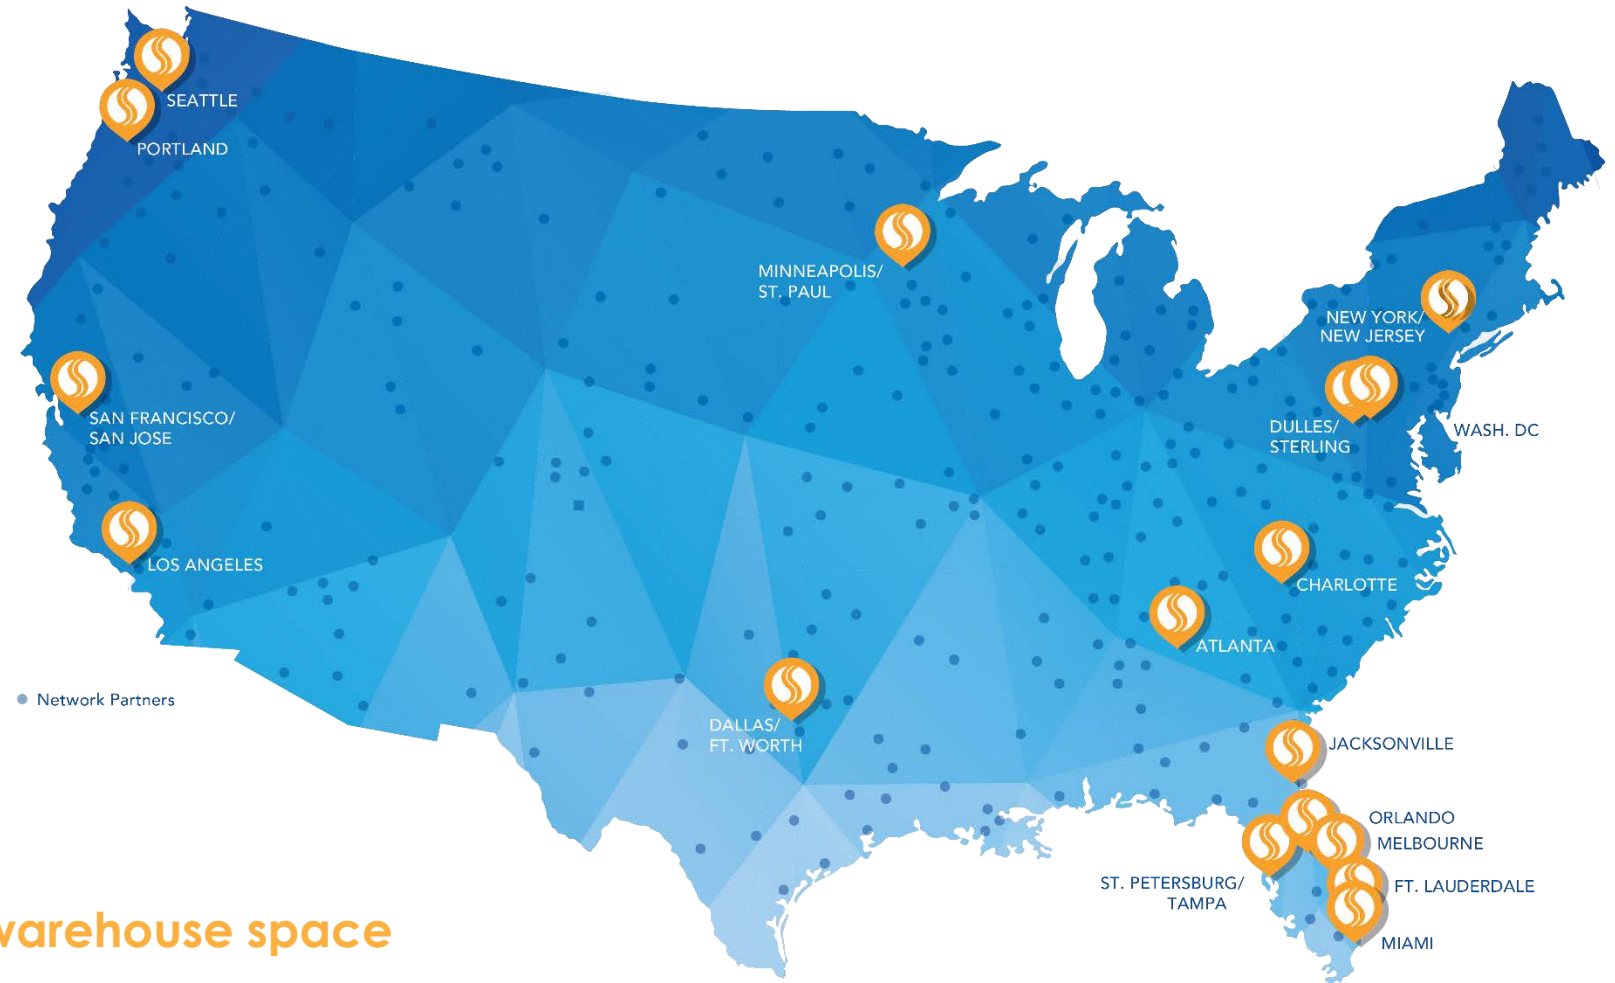 SEATTLE
PORTLAND
MINNEAPOLIS/
ST. PAUL
NEW YORK/
NEW JERSEY
SAN FRANCISCO/
SAN JOSE
DULLES/
STERLING
WASH. DC
LOS ANGELES
CHARLOTTE
ATLANTA
Network Partners
DALLAS/
FT. WORTH
JACKSONVILLE
ORLANDO
MELBOURNE
ST. PETERSBURG/
TAMPA
FT. LAUDERDALE
MIAMI
warehouse space